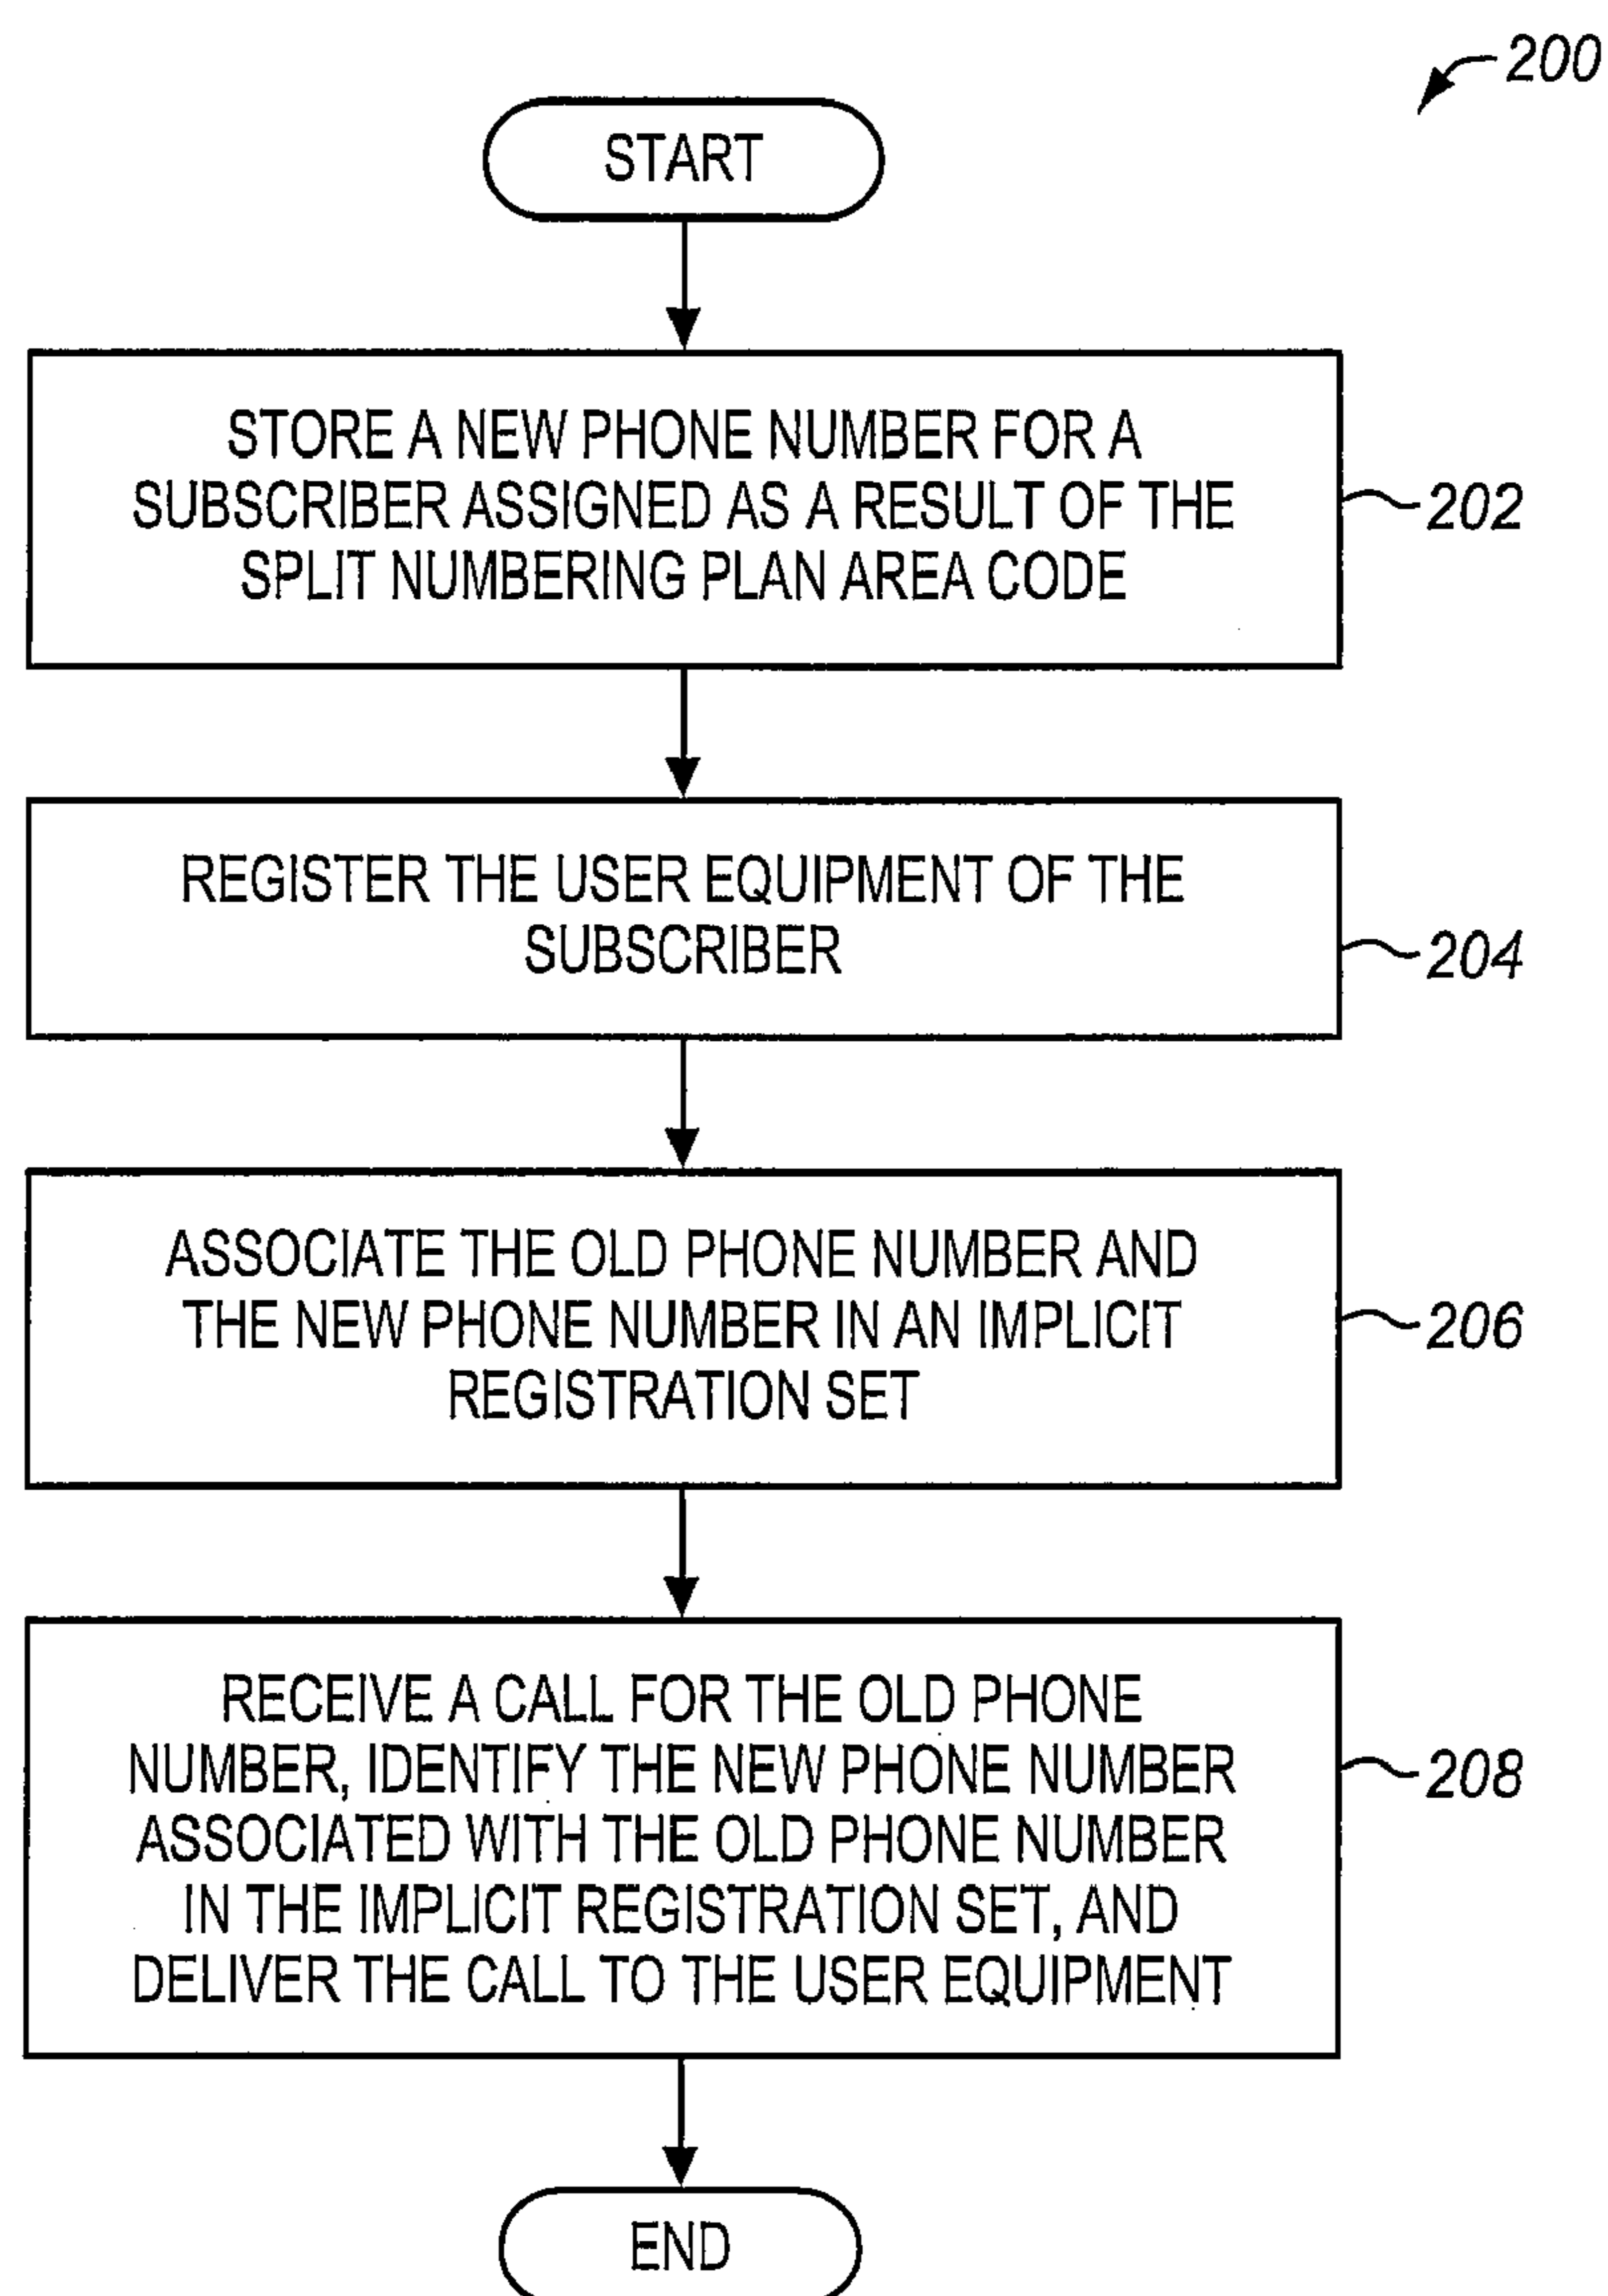 200
START
STORE A NEW PHONE NUMBER FOR A
SUBSCRIBER ASSIGNED AS A RESULT OF THE
SPLIT NUMBERING PLAN AREA CODE
202
REGISTER THE USER EQUIPMENT OF THE
SUBSCRIBER
204
ASSOCIATE THE OLD PHONE NUMBER AND
THE NEW PHONE NUMBER IN AN IMPLICIT
REGISTRATION SET
206
RECEIVE A CALL FOR THE OLD PHONE
NUMBER, IDENTIFY THE NEW PHONE NUMBER
ASSOCIATED WITH THE OLD PHONE NUMBER
IN THE IMPLICIT REGISTRATION SET, AND
DELIVER THE CALL TO THE USER EQUIPMENT
208
END